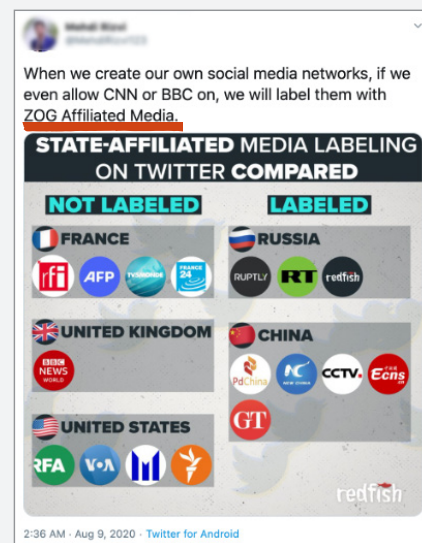 When we create our own social media networks, if we
even allow CNN or BBC on, we will label them with
ZOG Affiliated Media.
STATE-AFFILIATED MEDIA LABELING
ON TWITTER COMPARED
NOT LABELED
LABELED
FRANCE
rfi
AFP
TV5MONDE
FRANCE
24
RUSSIA
RUPTLY
RT
redfish
UNITED KINGDOM
BBC
NEWS
WORLD
CHINA
PdChina
NEW CHINA
CCTV.
Ecns
.cn
GT
UNITED STATES
RFA
VOA
redfish
2:36 AM · Aug 9, 2020 · Twitter for Android